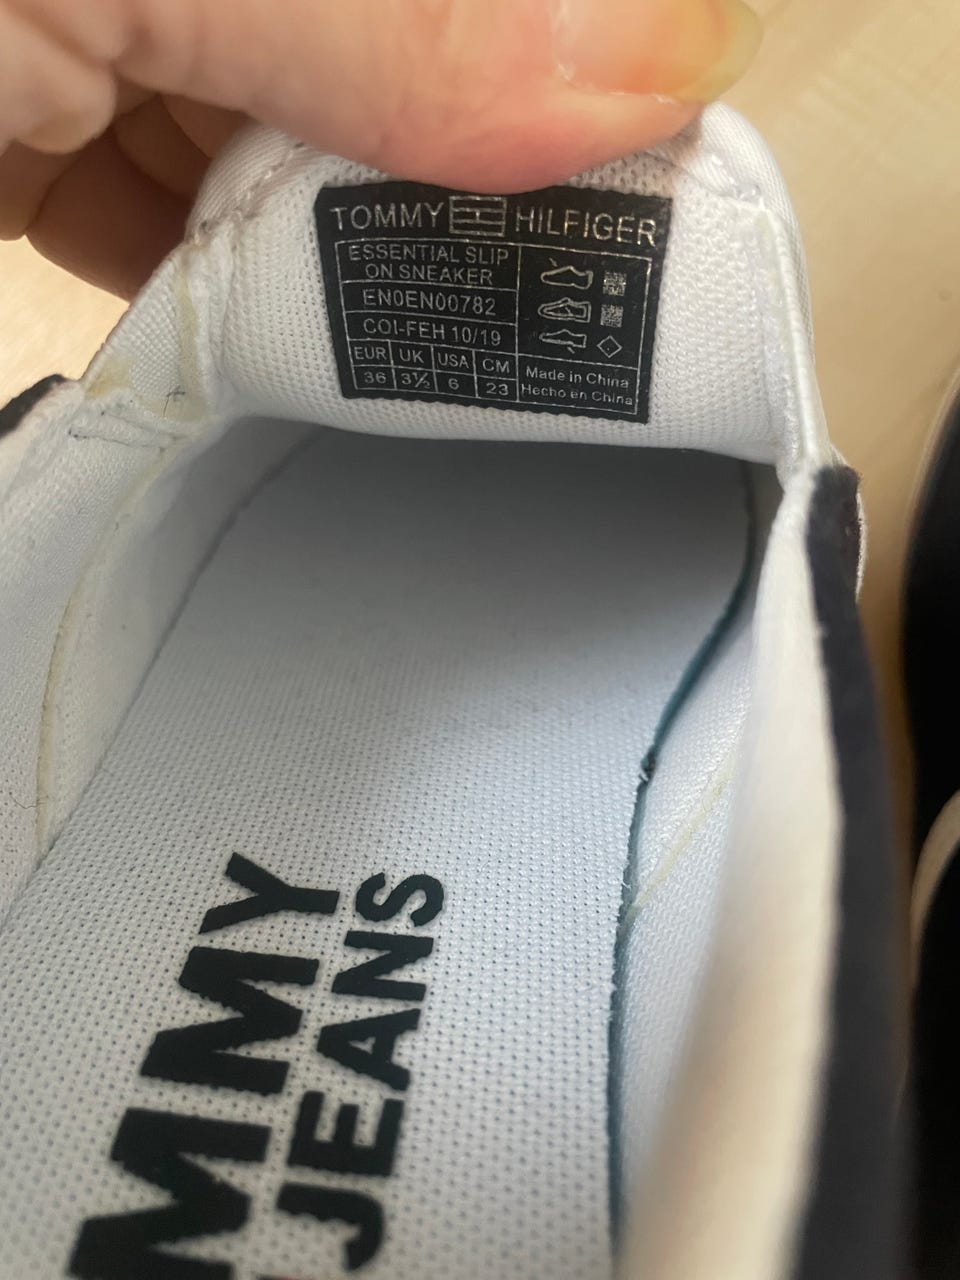 TOMMY HILFIGER
ESSENTIAL SLIP
ON SNEAKER
EN0EN00782
COI-FEH 10/19
EUR UK USA CM
36 3½ 6 23
Made in China
Hecho en China
MMY
JEANS